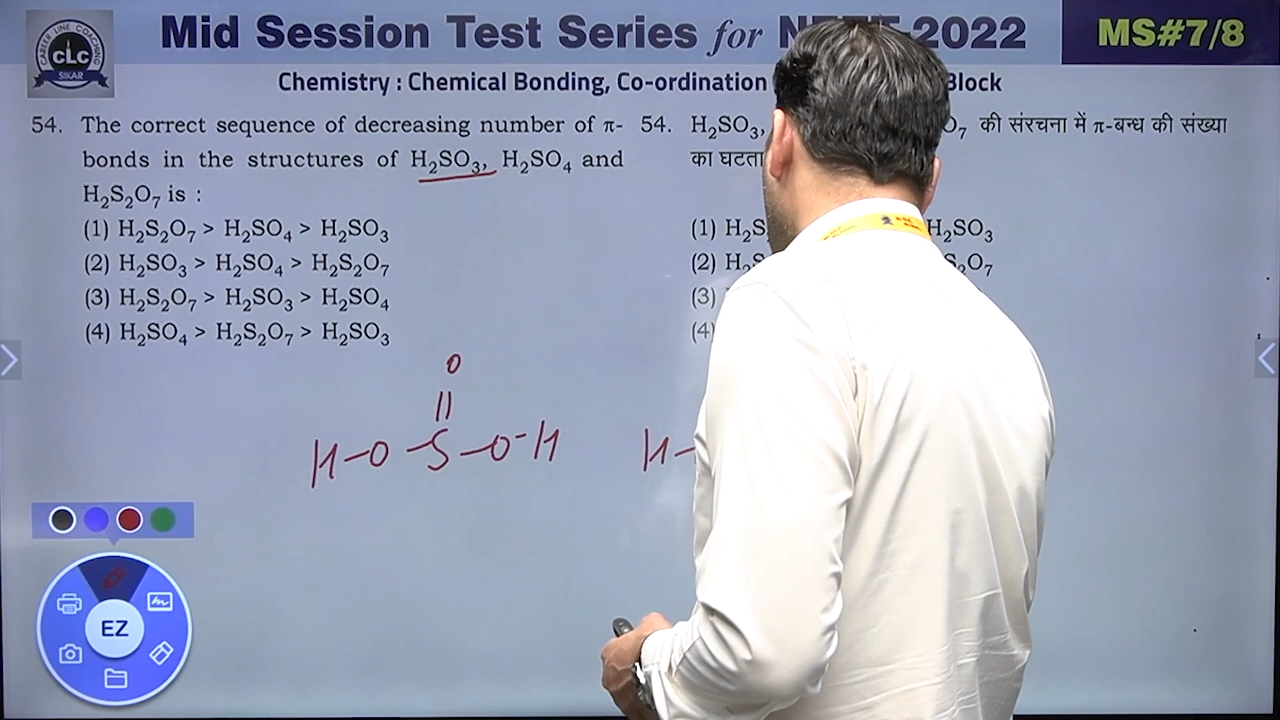 CAREER LINE COACHING
CLC
SIKAR
Mid Session Test Series for 2022
MS#7/8
Chemistry : Chemical Bonding, Co-ordination Block
54. The correct sequence of decreasing number of π-
bonds in the structures of H₂SO₃, H₂SO₄ and
H₂S₂O₇ is :
(1) H₂S₂O₇ > H₂SO₄ > H₂SO₃
(2) H₂SO₃ > H₂SO₄ > H₂S₂O₇
(3) H₂S₂O₇ > H₂SO₃ > H₂SO₄
(4) H₂SO₄ > H₂S₂O₇ > H₂SO₃
54. H₂SO₃, O₇ की संरचना में π-बन्ध की संख्या
का घटता
(1) H₂S H₂SO₃
(2) H₂S S₂O₇
(3)
(4)
O
||
H-O-S-O-H
H-
EZ